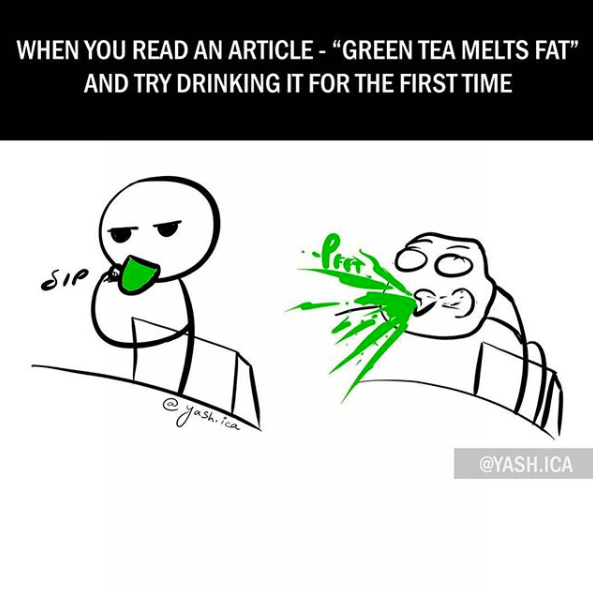 WHEN YOU READ AN ARTICLE - “GREEN TEA MELTS FAT”
AND TRY DRINKING IT FOR THE FIRST TIME
SIP
-PFFT
@yash.ica
@YASH.ICA